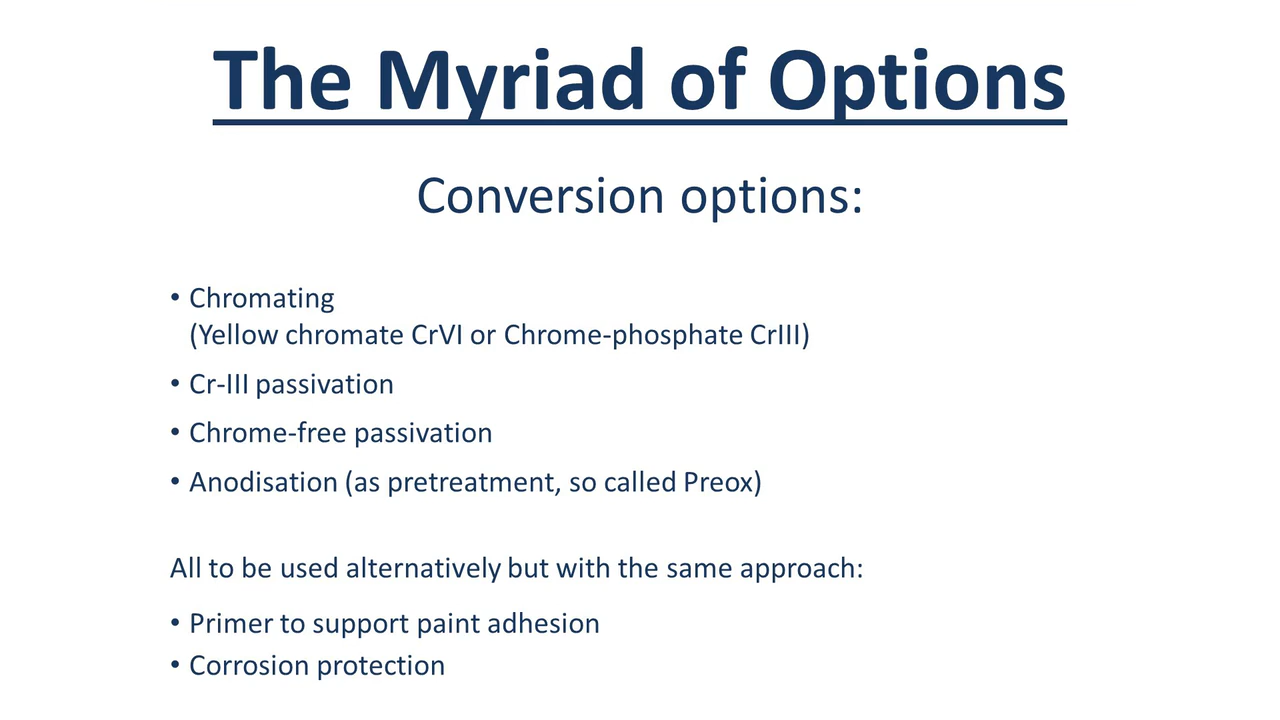 The Myriad of Options
Conversion options:
• Chromating
(Yellow chromate CrVI or Chrome-phosphate CrIII)
• Cr-III passivation
• Chrome-free passivation
• Anodisation (as pretreatment, so called Preox)
All to be used alternatively but with the same approach:
• Primer to support paint adhesion
• Corrosion protection